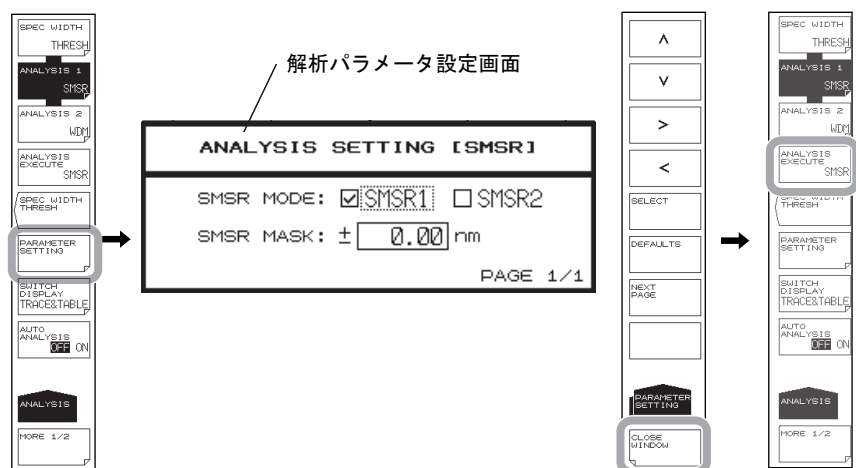 SPEC WIDTH
THRESH
ANALYSIS 1
SMSR
ANALYSIS 2
WDM
ANALYSIS
EXECUTE
SMSR
SPEC WIDTH
THRESH
PARAMETER
SETTING
SWITCH
DISPLAY
TRACE&TABLE
AUTO
ANALYSIS
OFF ON
ANALYSIS
MORE 1/2
解析パラメータ設定画面
ANALYSIS SETTING [SMSR]
SMSR MODE: SMSR1 SMSR2
SMSR MASK: ± 0.00 nm
PAGE 1/1
∧
∨
>
<
SELECT
DEFAULTS
NEXT
PAGE
PARAMETER
SETTING
CLOSE
WINDOW
SPEC WIDTH
THRESH
ANALYSIS 1
SMSR
ANALYSIS 2
WDM
ANALYSIS
EXECUTE
SMSR
SPEC WIDTH
THRESH
PARAMETER
SETTING
SWITCH
DISPLAY
TRACE&TABLE
AUTO
ANALYSIS
OFF ON
ANALYSIS
MORE 1/2